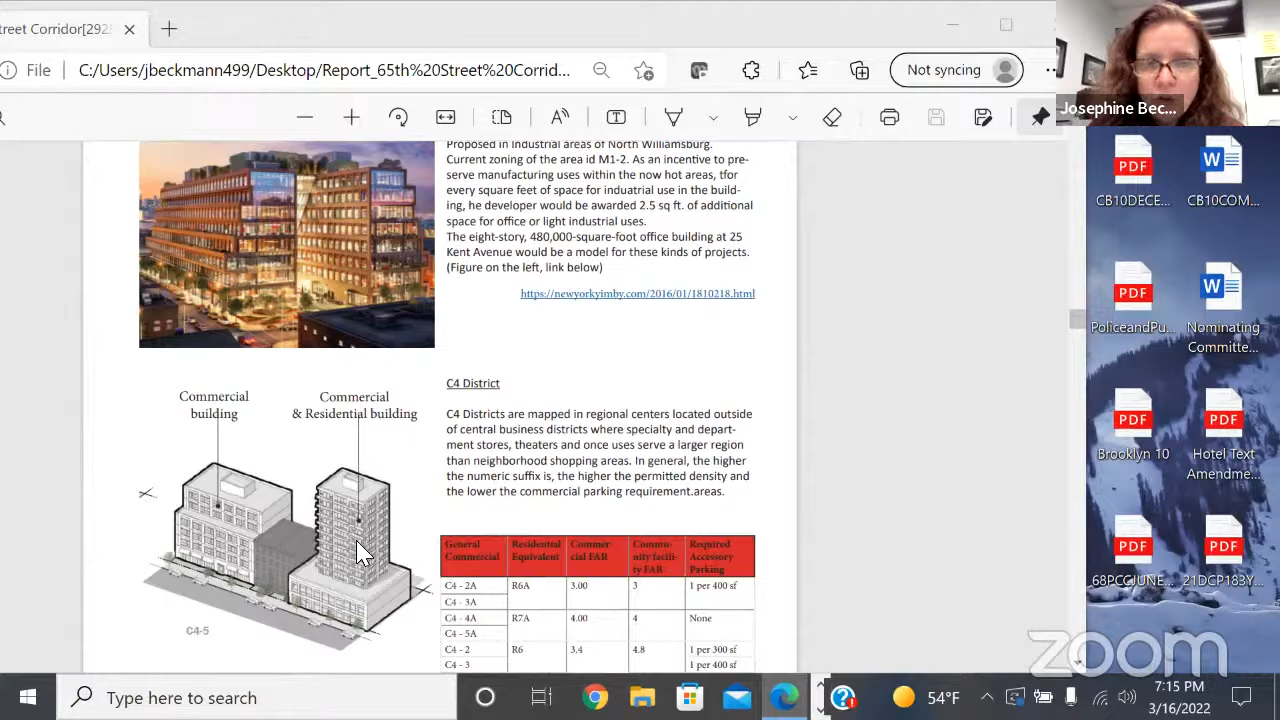 treet Corridor[292
File
C:/Users/jbeckmann499/Desktop/Report_65th%20Street%20Corrid...
Not syncing
Josephine Bec...
Proposed in Industrial areas of North Williamsburg.
Current zoning of the area id M1-2. As an incentive to pre-
serve manufacturing uses within the now hot areas, tfor
every square feet of space for induatrial use in the build-
ing, he developer would be awarded 2.5 sq ft. of additional
space for office or light industrial uses.
The eight-story, 480,000-square-foot office building at 25
Kent Avenue would be a model for these kinds of projects.
(Figure on the left, link below)
https://newyorkyimby.com/2016/01/1810218.html
Commercial
building
Commercial
& Residential building
C4-5
C4 District
C4 Districts are mapped in regional centers located outside
of central business districts where specialty and depart-
ment stores, theaters and once uses serve a larger region
than neighborhood shopping areas. In general, the higher
the numeric suffix is, the higher the permitted density and
the lower the commercial parking requirement.areas.
General Commercial Residential Equivalent Commer-cial FAR Commu-nity facili-ty FAR Required Accessory Parking
C4 - 2A R6A 3.00 3 1 per 400 sf
C4 - 3A
C4 - 4A R7A 4.00 4 None
C4 - 5A
C4 - 2 R6 3.4 4.8 1 per 300 sf
C4 - 3 1 per 400 sf
CB10DECE...
CB10COM...
PoliceandPu...
Nominating
Committe...
Brooklyn 10
Hotel Text
Amendme...
68PCCJUNE...
21DCP183Y...
zoom
Type here to search
54°F
7:15 PM
3/16/2022